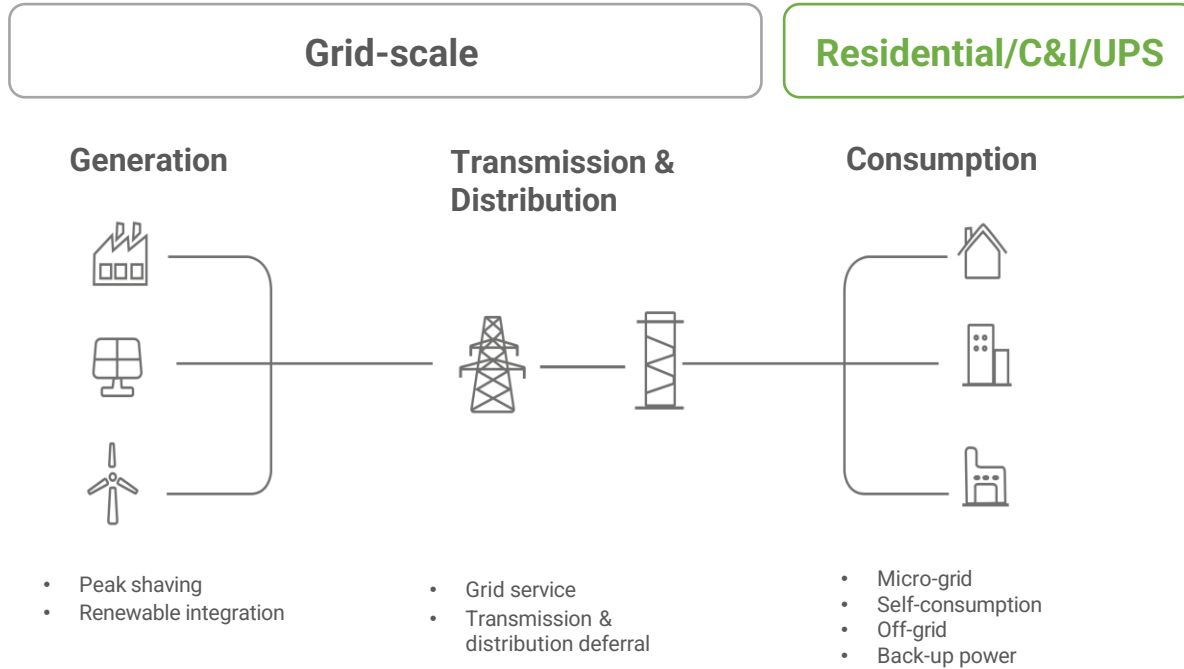 Grid-scale
Residential/C&I/UPS
Generation
Transmission &
Distribution
Consumption
• Peak shaving
• Renewable integration
• Grid service
• Transmission &
distribution deferral
• Micro-grid
• Self-consumption
• Off-grid
• Back-up power